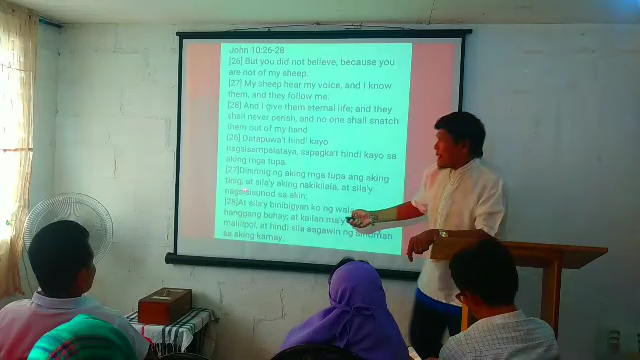 John 10:26-28
[26] But you did not believe, because you
are not of my sheep.
[27] My sheep hear my voice, and I know
them, and they follow me.
[28] And I give them eternal life; and they
shall never perish, and no one shall snatch
them out of my hand
[26] Datapuwa't hindi kayo
nagsisampalataya, sapagka't hindi kayo sa
aking mga tupa.
[27] Dinirinig ng aking mga tupa ang aking
tinig, at sila'y aking nakikilala, at sila'y
nagsisisunod sa akin:
[28] At sila'y binibigyan ko ng
hanggang buhay; at kailan ma'y
malilipol, at hindi sila aagawin ng sinoman
sa aking kamay.